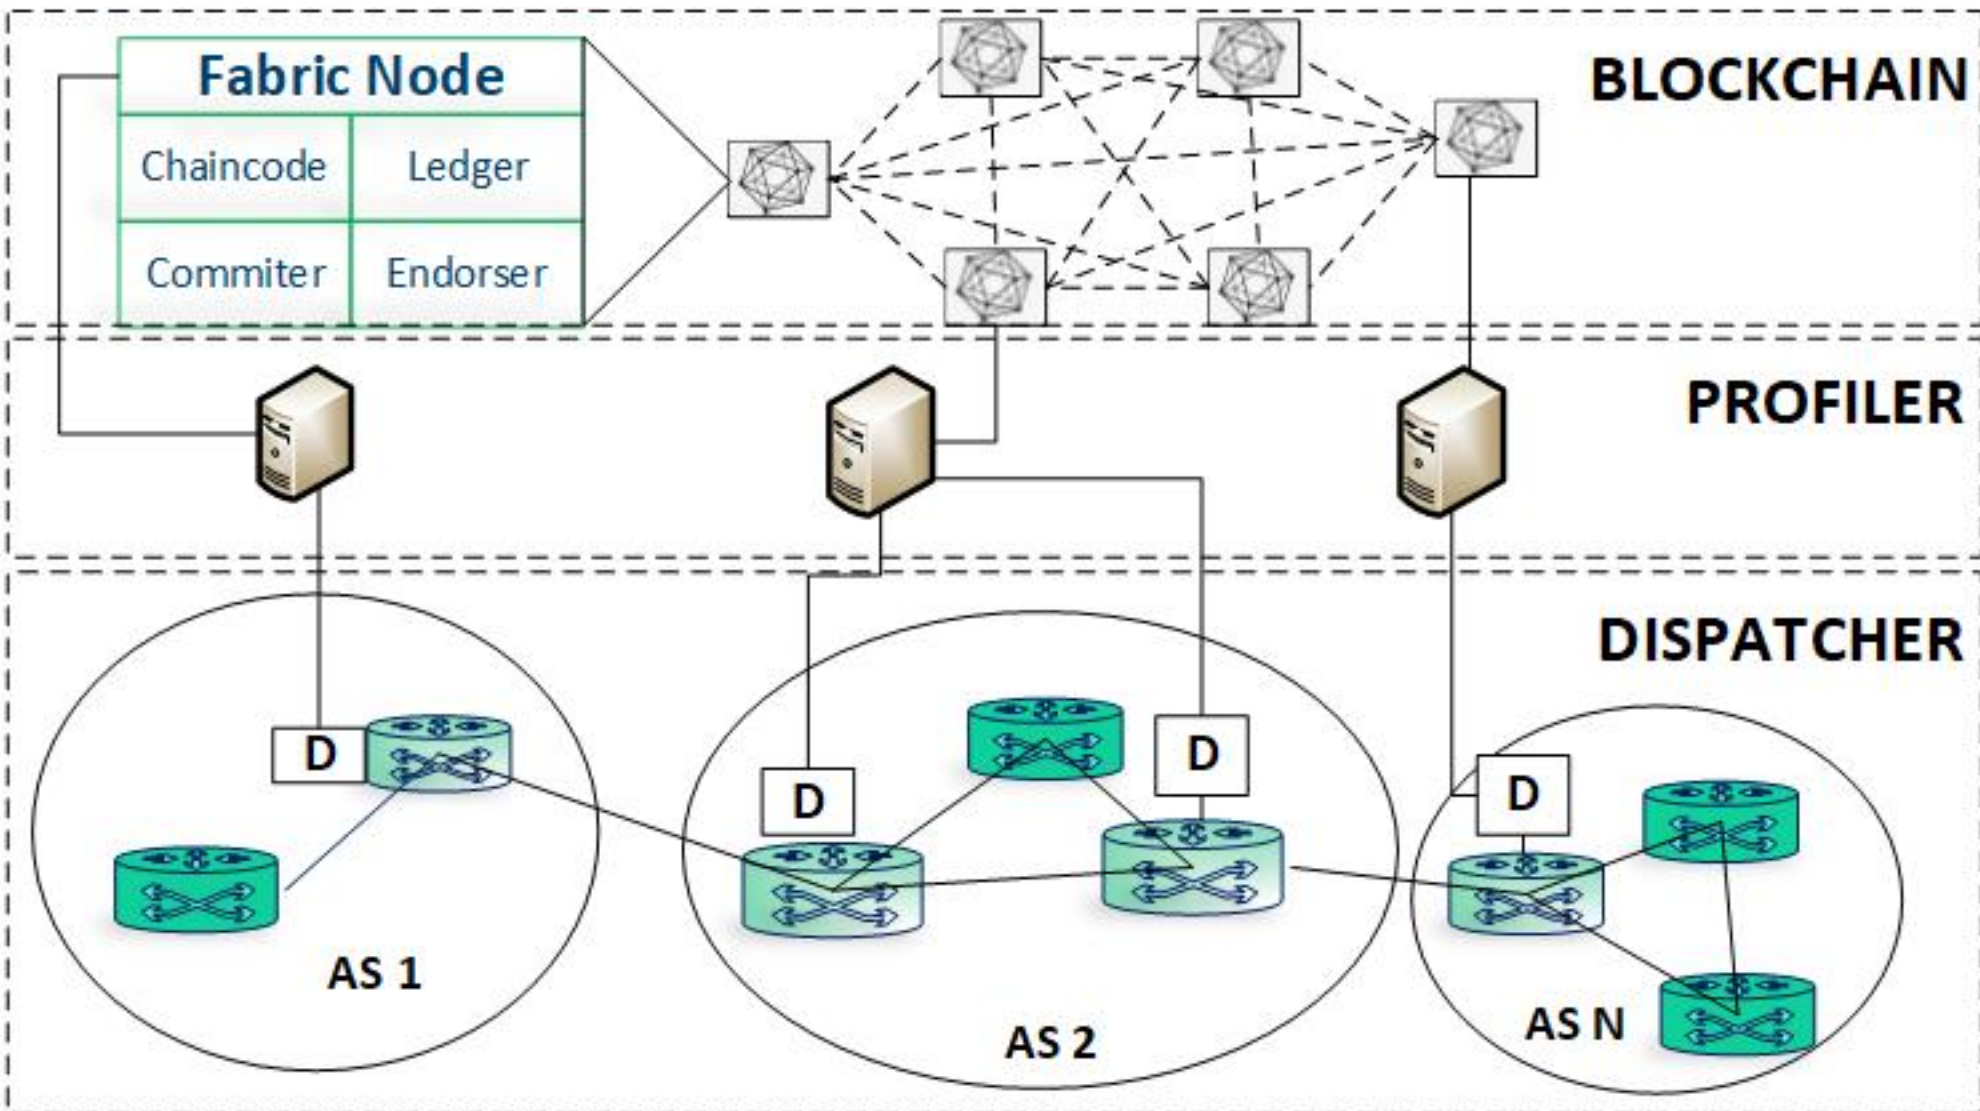 Fabric Node
BLOCKCHAIN
Chaincode
Ledger
Commiter
Endorser
PROFILER
DISPATCHER
D
D
D
D
AS 1
AS 2
AS N